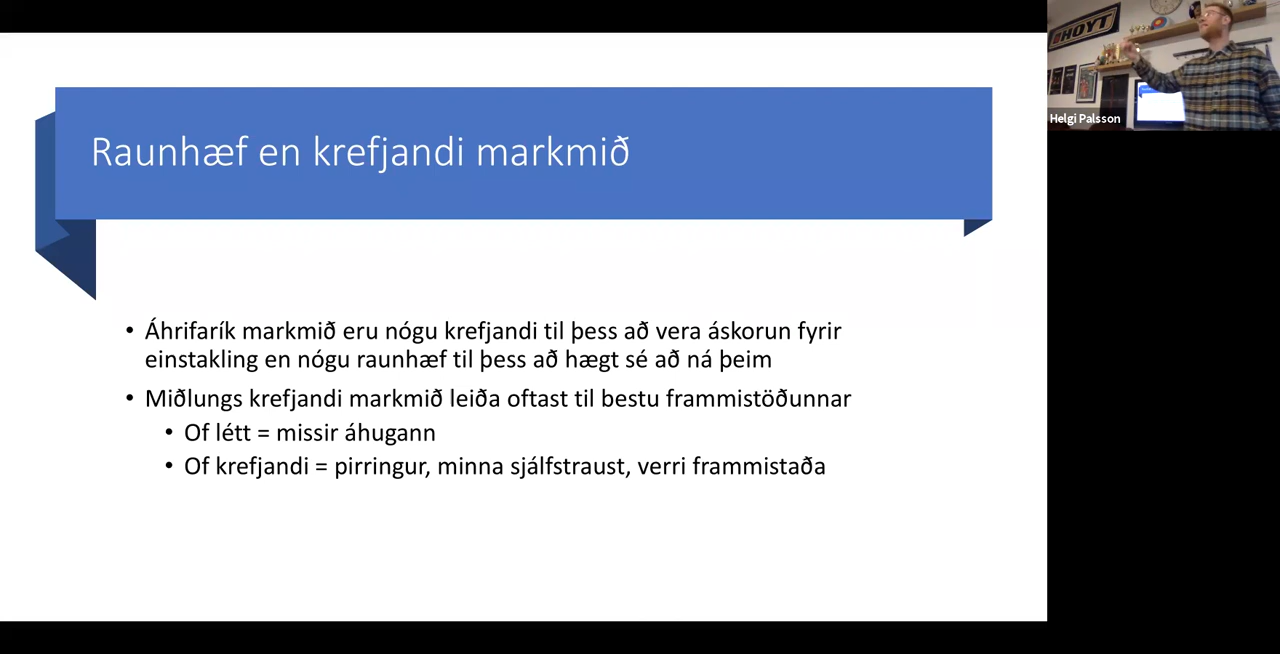 Raunhæf en krefjandi markmið
• Áhrifarík markmið eru nógu krefjandi til þess að vera áskorun fyrir
einstakling en nógu raunhæf til þess að hægt sé að ná þeim
• Miðlungs krefjandi markmið leiða oftast til bestu frammistöðunnar
• Of létt = missir áhugann
• Of krefjandi = pirringur, minna sjálfstraust, verri frammistaða
HOYT
Helgi Palsson